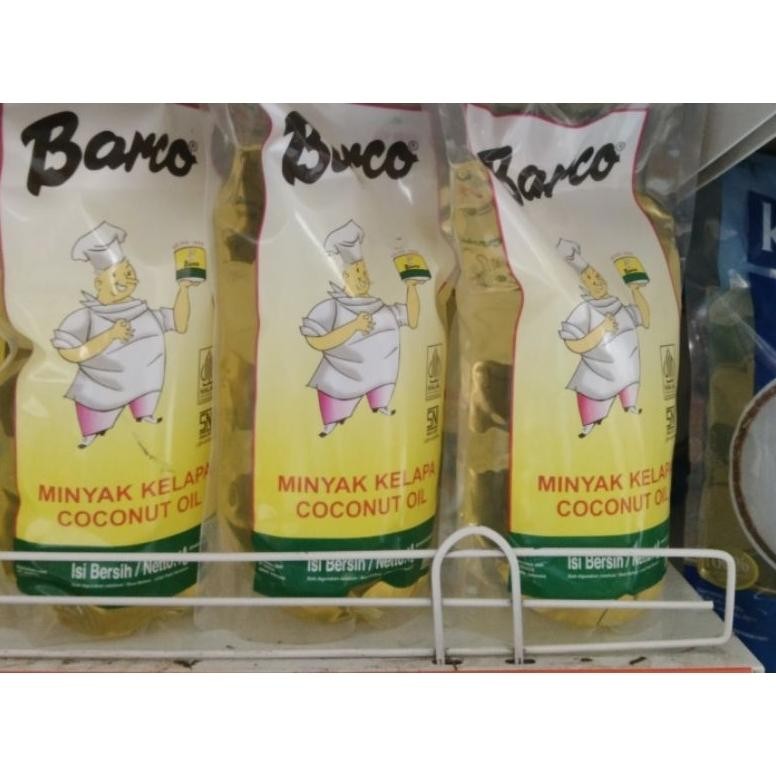 Barco®
MINYAK KELAPA
COCONUT OIL
Isi Bersih / Netto
Barco®
MINYAK KELAPA
COCONUT OIL
Isi Bersih / Netto
Barco®
MINYAK KELAPA
COCONUT OIL
Isi Bersih / Netto
K